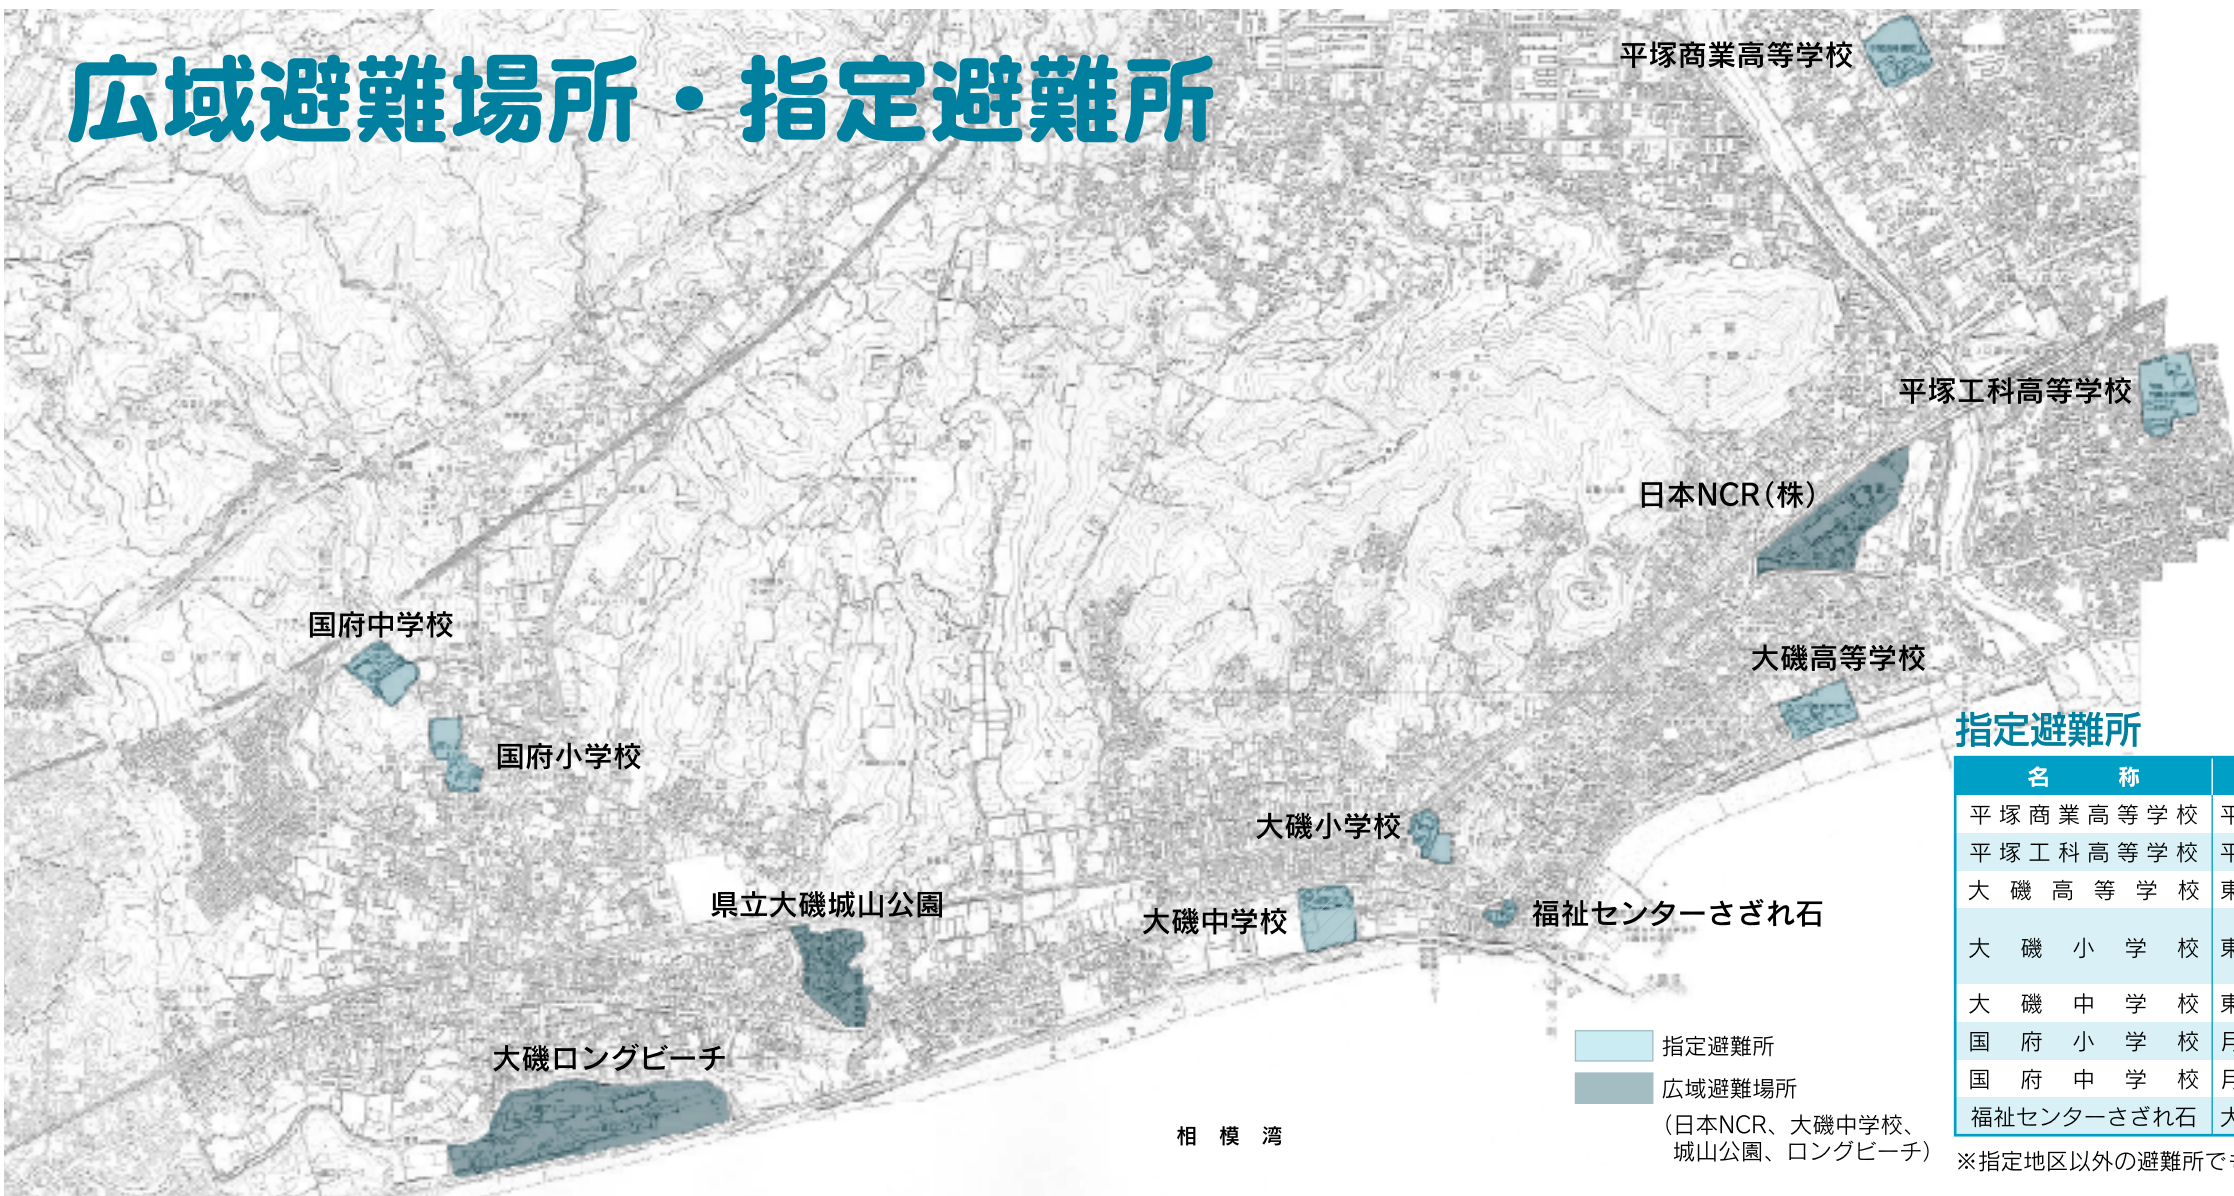 広域避難場所・指定避難所
平塚商業高等学校
平塚工科高等学校
日本NCR(株)
国府中学校
大磯高等学校
国府小学校
大磯小学校
県立大磯城山公園
大磯中学校
福祉センターさざれ石
大磯ロングビーチ
相模湾
指定避難所
広域避難場所
(日本NCR、大磯中学校、
城山公園、ロングビーチ)
指定避難所
名称
平塚商業高等学校 平
平塚工科高等学校 平
大磯高等学校 東
大磯小学校 東
大磯中学校 東
国府小学校 月
国府中学校 月
福祉センターさざれ石 大
※指定地区以外の避難所で